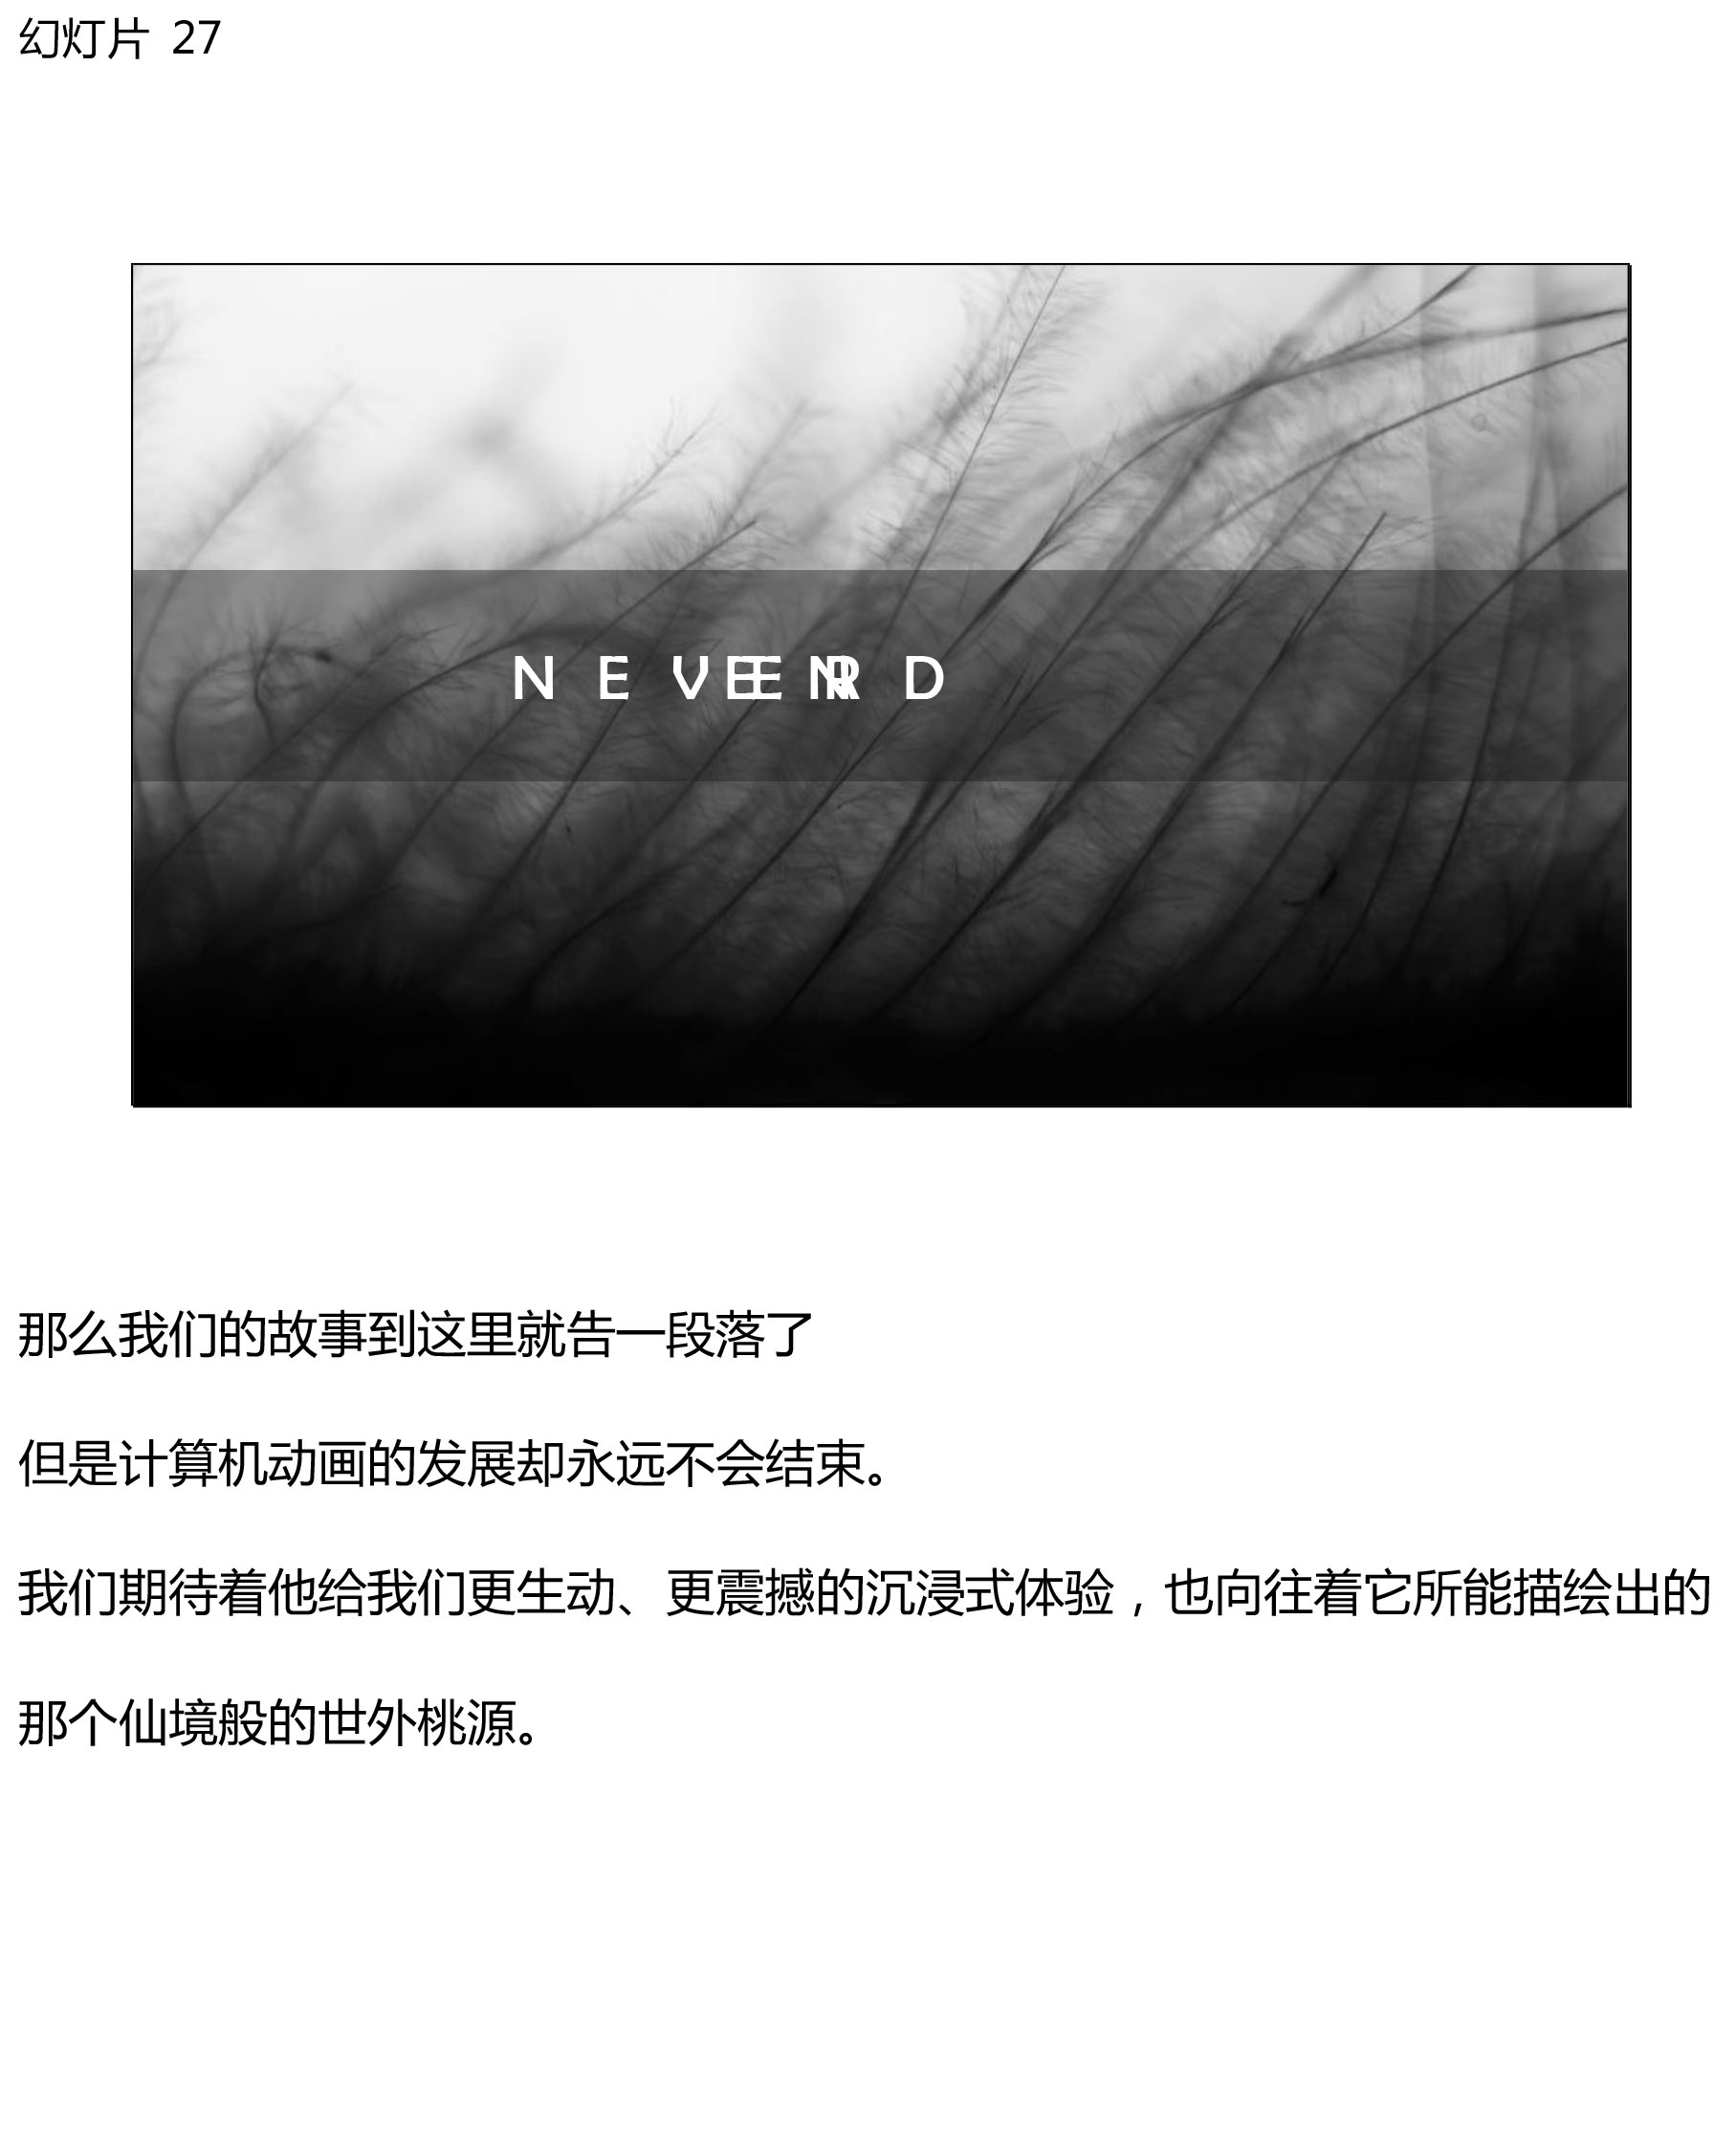 幻灯片 27
N E V E R E N D
那么我们的故事到这里就告一段落了
但是计算机动画的发展却永远不会结束。
我们期待着他给我们更生动、更震撼的沉浸式体验，也向往着它所能描绘出的
那个仙境般的世外桃源。